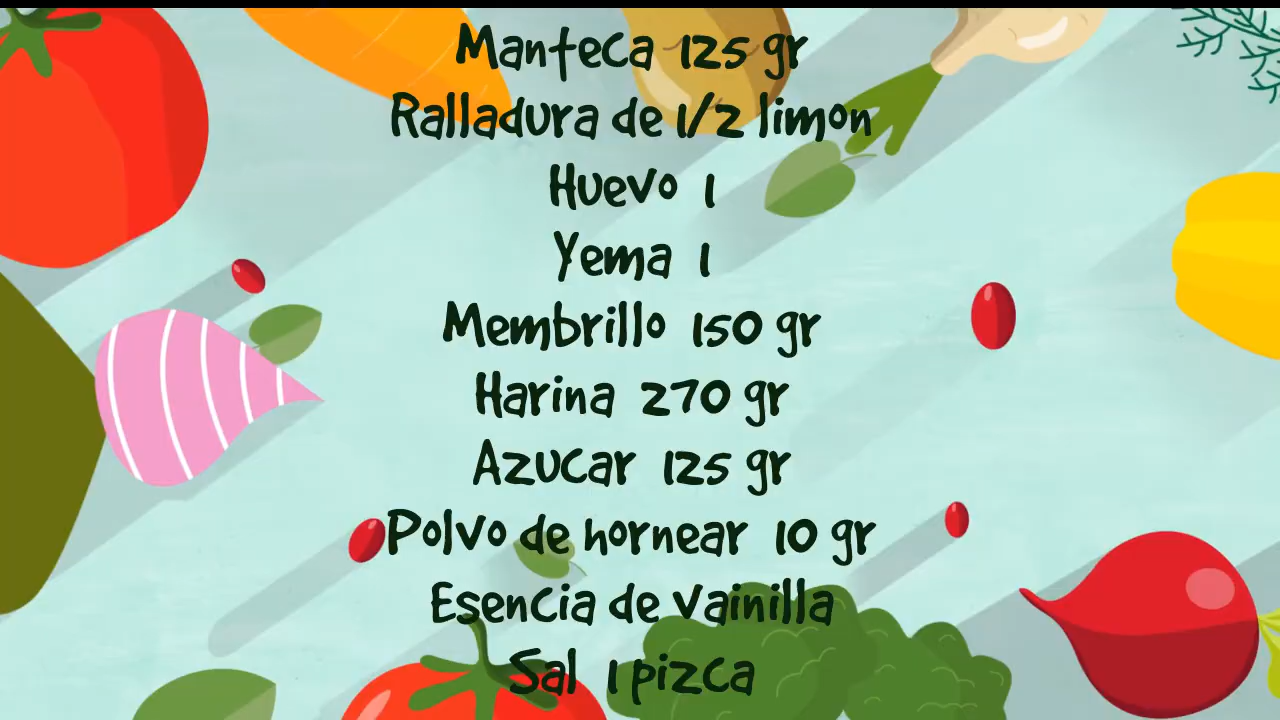 Manteca 125 gr
Ralladura de 1/2 limon
Huevo 1
Yema 1
Membrillo 150 gr
Harina 270 gr
Azucar 125 gr
Polvo de hornear 10 gr
Esencia de vainilla
Sal 1 pizca